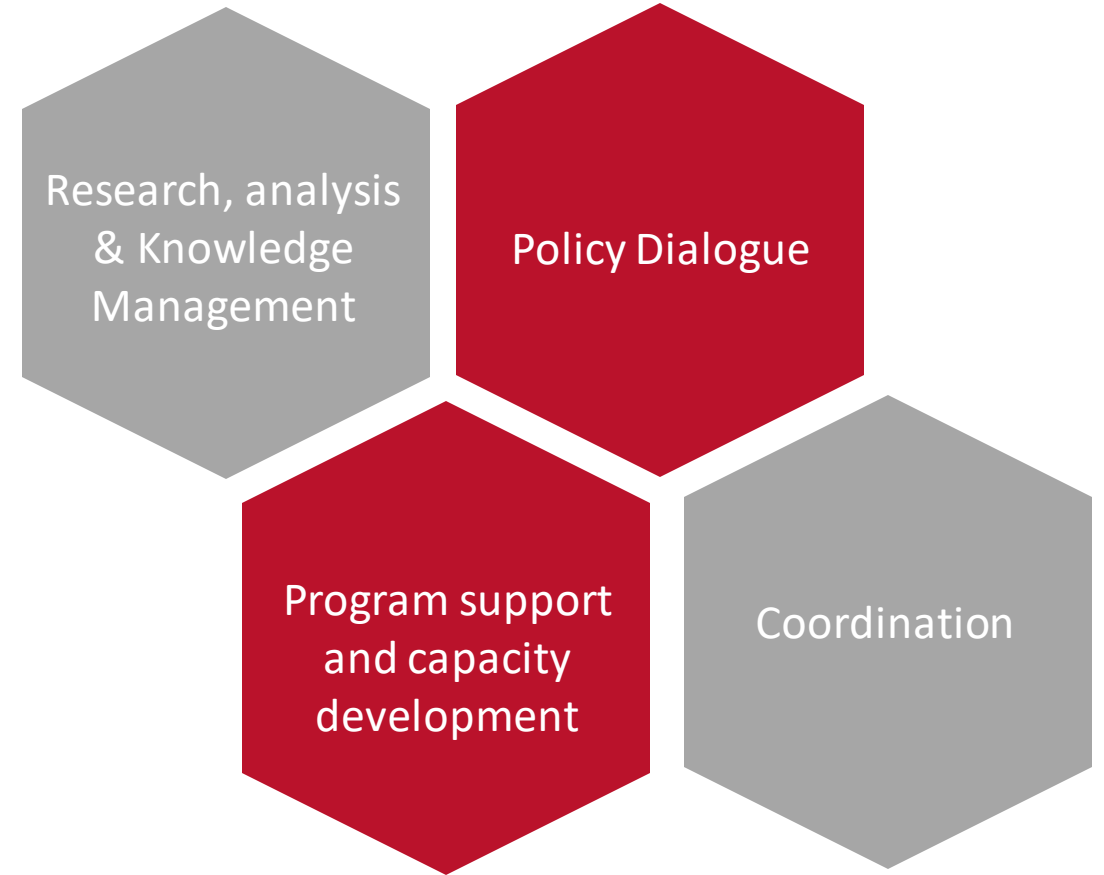 Research, analysis
& Knowledge
Management
Policy Dialogue
Program support
and capacity
development
Coordination